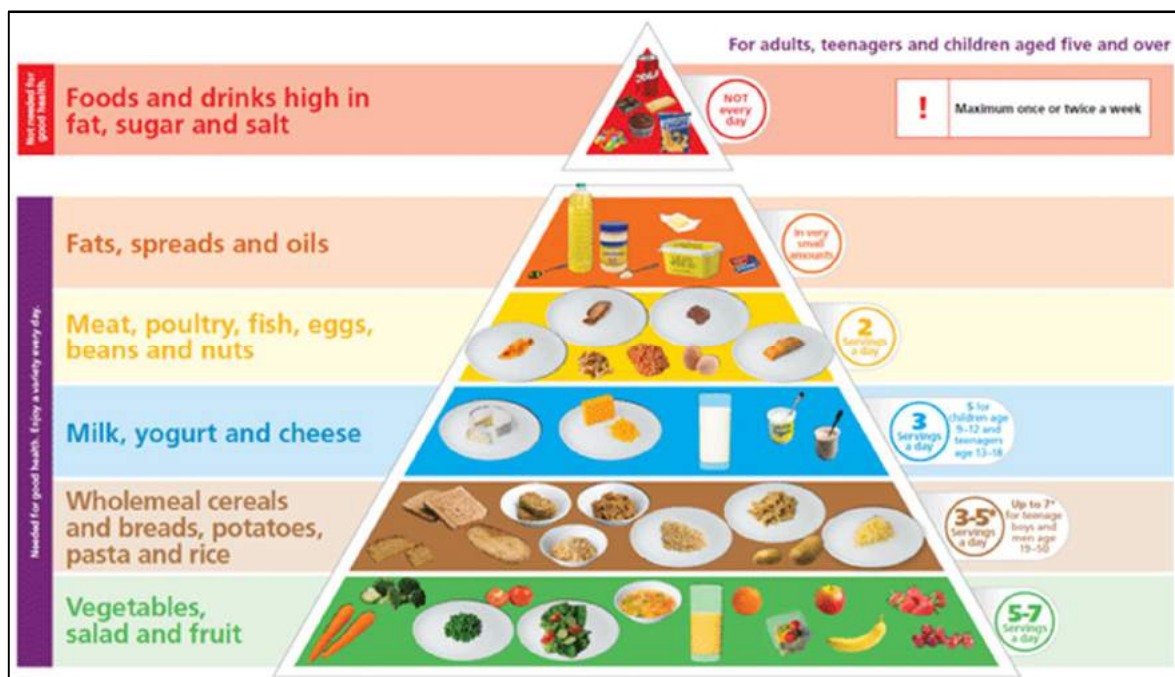 For adults, teenagers and children aged five and over
Not needed for
good health.
Foods and drinks high in
fat, sugar and salt
NOT
every
day
!
Maximum once or twice a week
Needed for good health. Enjoy a variety every day.
Fats, spreads and oils
In very
small
amounts
Meat, poultry, fish, eggs,
beans and nuts
2
Servings
a day
Milk, yogurt and cheese
3
Servings
a day
5 for
children age
9–12 and
teenagers
age 13–18
Wholemeal cereals
and breads, potatoes,
pasta and rice
3-5*
Servings
a day
Up to 7*
for teenage
boys and
men age
19–50
Vegetables,
salad and fruit
5-7
Servings
a day